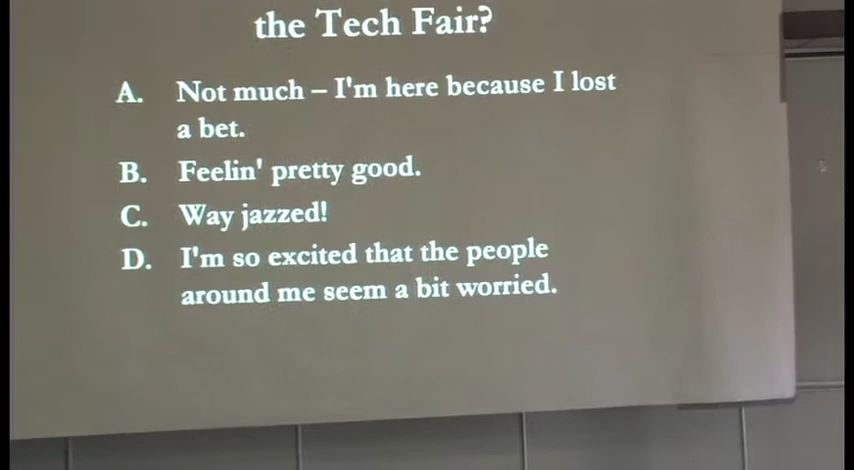 the Tech Fair?
A. Not much – I'm here because I lost
a bet.
B. Feelin' pretty good.
C. Way jazzed!
D. I'm so excited that the people
around me seem a bit worried.